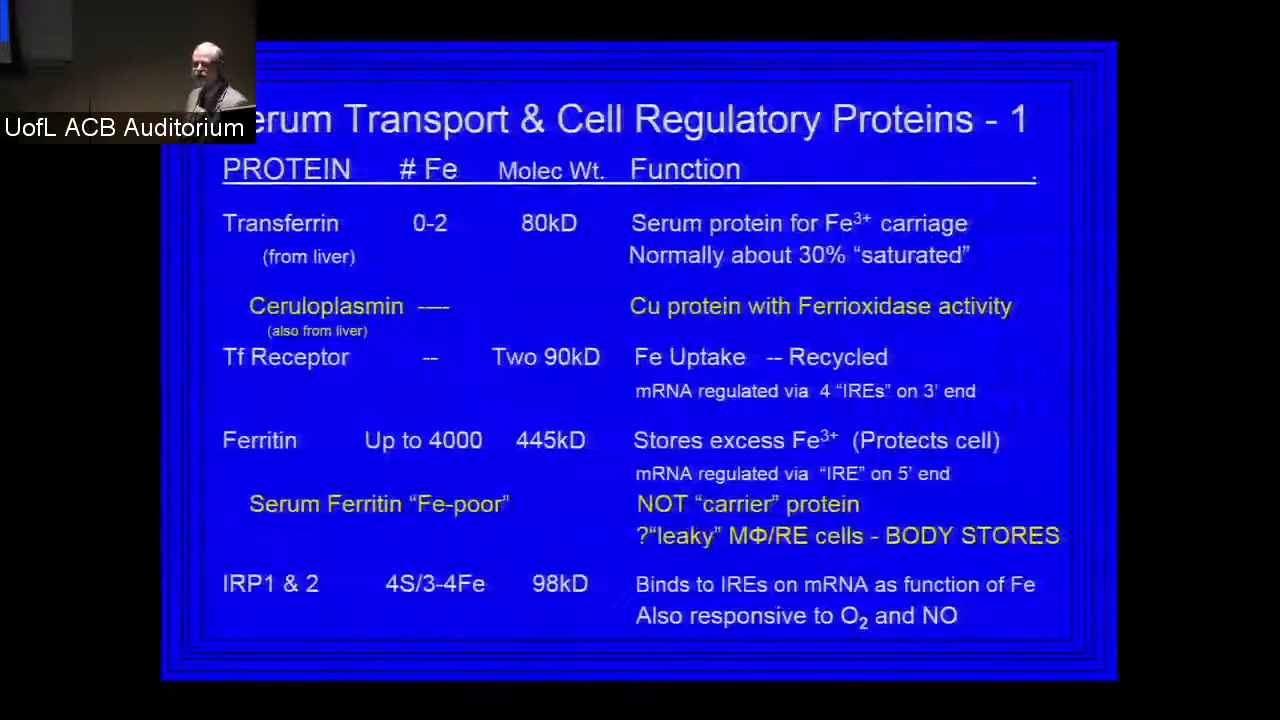 UofL ACB Auditorium
erum Transport & Cell Regulatory Proteins - 1
PROTEIN # Fe Molec Wt. Function .
Transferrin 0-2 80kD Serum protein for Fe³⁺ carriage
(from liver) Normally about 30% “saturated”
Ceruloplasmin ---- Cu protein with Ferrioxidase activity
(also from liver)
Tf Receptor -- Two 90kD Fe Uptake -- Recycled
mRNA regulated via 4 “IREs” on 3’ end
Ferritin Up to 4000 445kD Stores excess Fe³⁺ (Protects cell)
mRNA regulated via “IRE” on 5’ end
Serum Ferritin “Fe-poor” NOT “carrier” protein
?“leaky” MΦ/RE cells - BODY STORES
IRP1 & 2 4S/3-4Fe 98kD Binds to IREs on mRNA as function of Fe
Also responsive to O₂ and NO